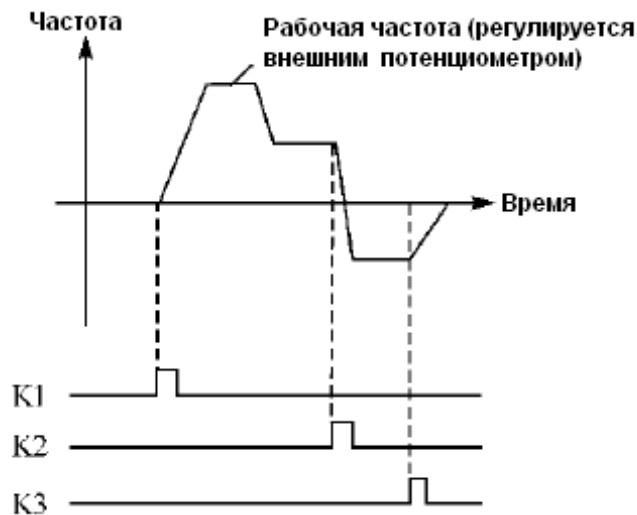 Частота
Рабочая частота (регулируется
внешним потенциометром)
Время
K1
K2
K3